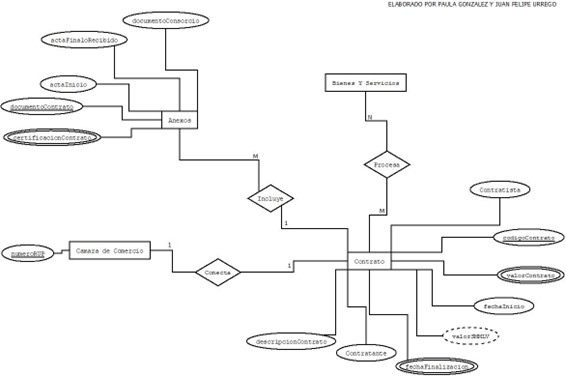 ELABORADO POR PAULA GONZALEZ Y JUAN FELIPE URREGO
documentoConsorcio
actaFinaloRecibido
actaInicio
documentoContrato
certificacionContrato
Anexos
Bienes Y Servicios
N
Procesa
M
M
Incluye
1
Contratista
codigoContrato
Contrato
valorContrato
fechaInicio
valorSMMLV
fechaFinalizacion
Contratante
descripcionContrato
numeroRUP
Camara de Comercio
1
Conecta
1